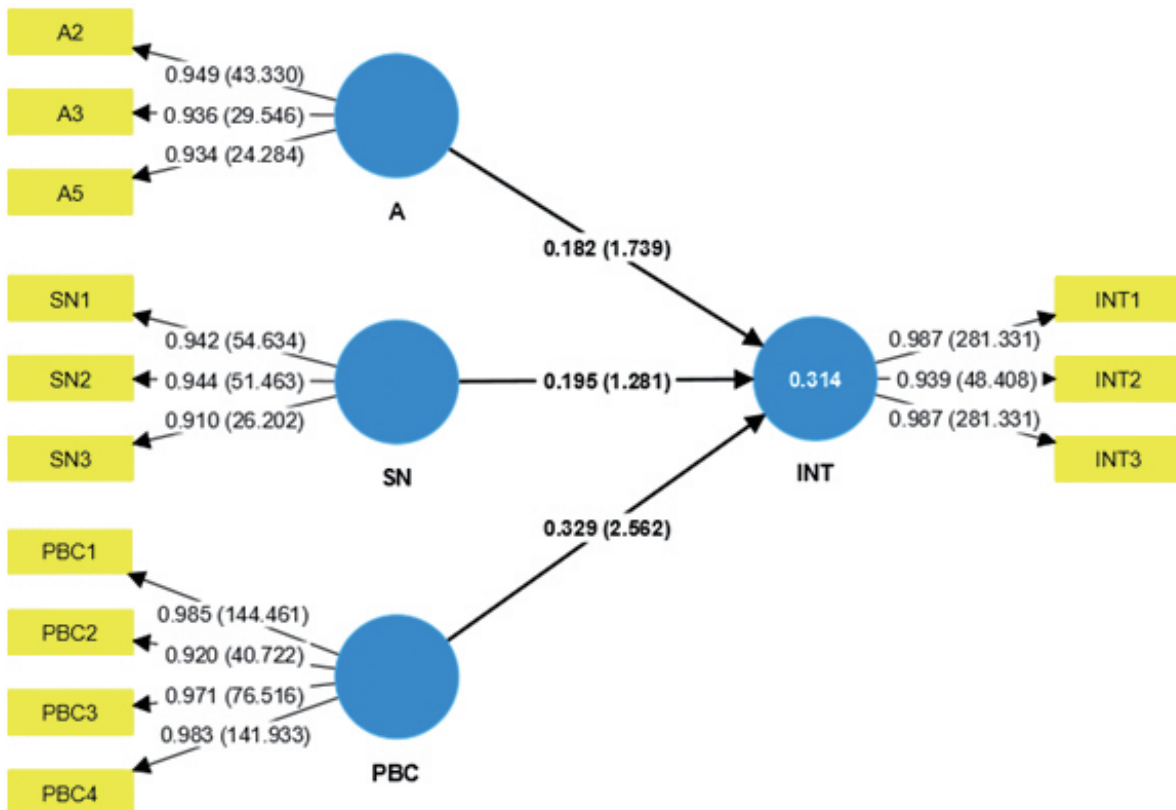 A2
0.949 (43.330)
A3
0.936 (29.546)
0.934 (24.284)
A5
A
0.182 (1.739)
SN1
0.942 (54.634)
SN2
0.944 (51.463)
0.910 (26.202)
SN3
SN
0.195 (1.281)
0.314
INT
INT1
0.987 (281.331)
INT2
0.939 (48.408)
0.987 (281.331)
INT3
0.329 (2.562)
PBC1
0.985 (144.461)
PBC2
0.920 (40.722)
0.971 (76.516)
PBC3
0.983 (141.933)
PBC4
PBC